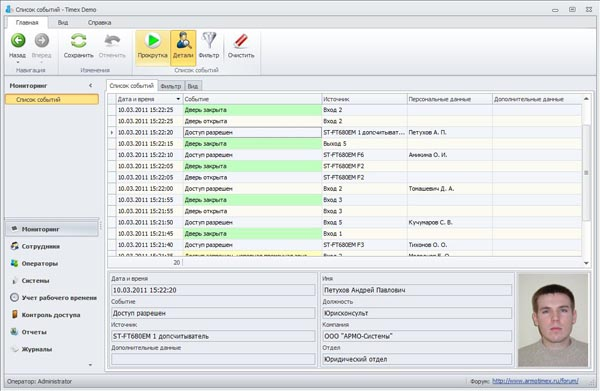 Список событий - Timex Demo
Главная Вид Справка
Назад Вперед Сохранить Отменить Прокрутка Детали Фильтр Очистить
Навигация Изменения Список событий
Мониторинг
Список событий
Список событий Фильтр Вид
Дата и время Событие Источник Персональные данные Дополнительные данные
10.03.2011 15:22:25 Дверь закрыта Вход 2
10.03.2011 15:22:25 Дверь открыта Вход 2
10.03.2011 15:22:20 Доступ разрешен ST-FT680EM 1 допсчитыват... Петухов А. П.
10.03.2011 15:22:15 Дверь закрыта Выход 5
10.03.2011 15:22:10 Доступ разрешен ST-FT680EM F6 Аникина О. И.
10.03.2011 15:22:05 Дверь закрыта ST-FT680EM F2
10.03.2011 15:22:05 Дверь открыта ST-FT680EM F2
10.03.2011 15:22:00 Доступ разрешен Вход 2 Томашевич Д. А.
10.03.2011 15:21:55 Дверь закрыта Вход 3
10.03.2011 15:21:55 Дверь открыта Вход 3
10.03.2011 15:21:50 Доступ разрешен Вход 5 Кучумаров С. В.
10.03.2011 15:21:45 Дверь закрыта Вход 1
10.03.2011 15:21:40 Доступ разрешен ST-FT680EM F3 Тихонов О. О.
20
Мониторинг
Сотрудники
Операторы
Системы
Учет рабочего времени
Контроль доступа
Отчеты
Журналы
Дата и время
10.03.2011 15:22:20
Событие
Доступ разрешен
Источник
ST-FT680EM 1 допсчитыватель
Дополнительные данные
Имя
Петухов Андрей Павлович
Должность
Юрисконсульт
Компания
ООО "АРМО-Системы"
Отдел
Юридический отдел
Оператор: Administrator Форум: http://www.armotimex.ru/forum/